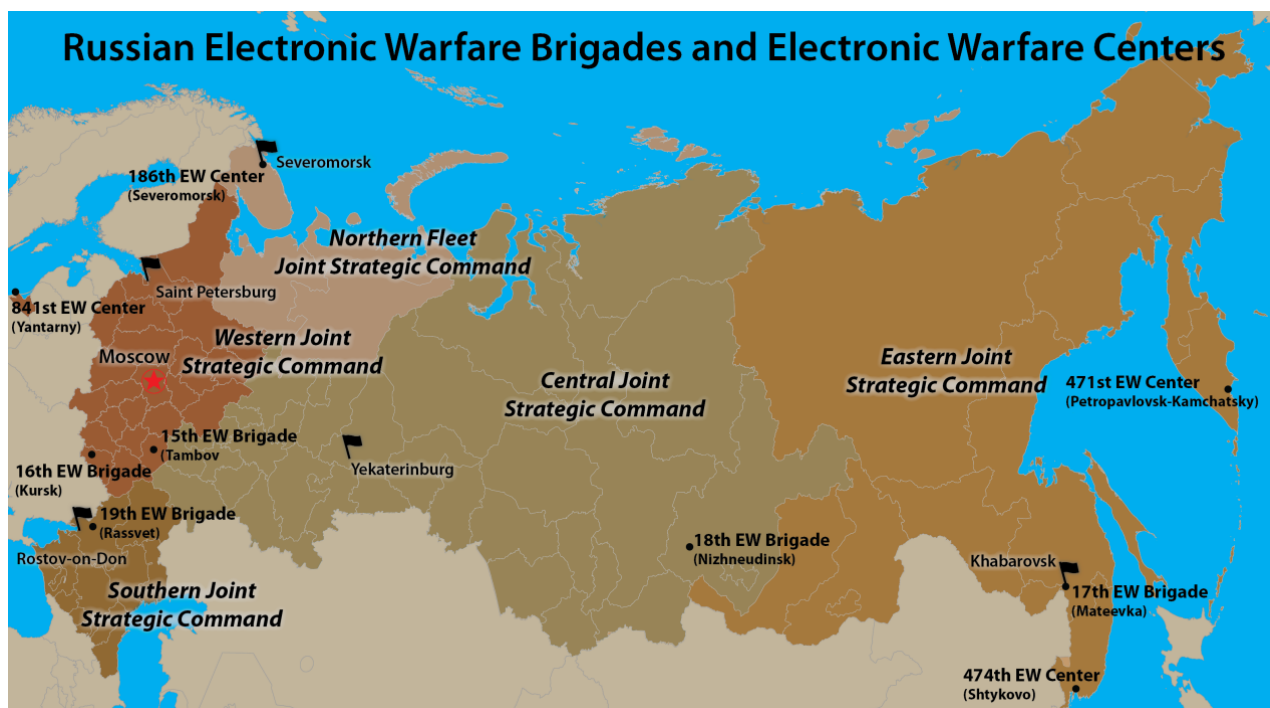 Russian Electronic Warfare Brigades and Electronic Warfare Centers
Severomorsk
186th EW Center
(Severomorsk)
Northern Fleet
Joint Strategic Command
Saint Petersburg
841st EW Center
(Yantarny)
Western Joint
Strategic Command
Moscow
Central Joint
Strategic Command
Eastern Joint
Strategic Command
471st EW Center
(Petropavlovsk-Kamchatsky)
15th EW Brigade
(Tambov
16th EW Brigade
(Kursk)
Yekaterinburg
19th EW Brigade
(Rassvet)
Rostov-on-Don
18th EW Brigade
(Nizhneudinsk)
Khabarovsk
17th EW Brigade
(Mateevka)
Southern Joint
Strategic Command
474th EW Center
(Shtykovo)